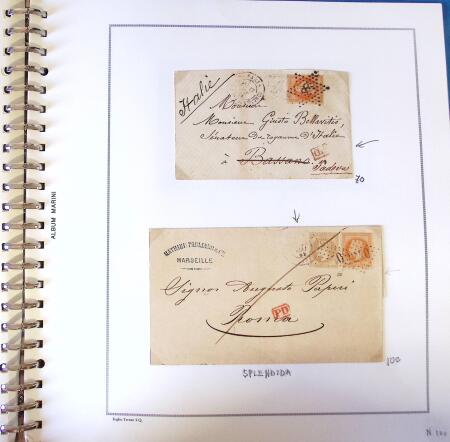 ALBUM MARINI
Italie
Monsieur
Monsieur Giusto Bellavitis,
Sénateur du royaume d'Italie
à Bassano
Padova
P.D.
70
MARSEILLE
Signor Augusto
Roma
PD
SPLENDIDA
100